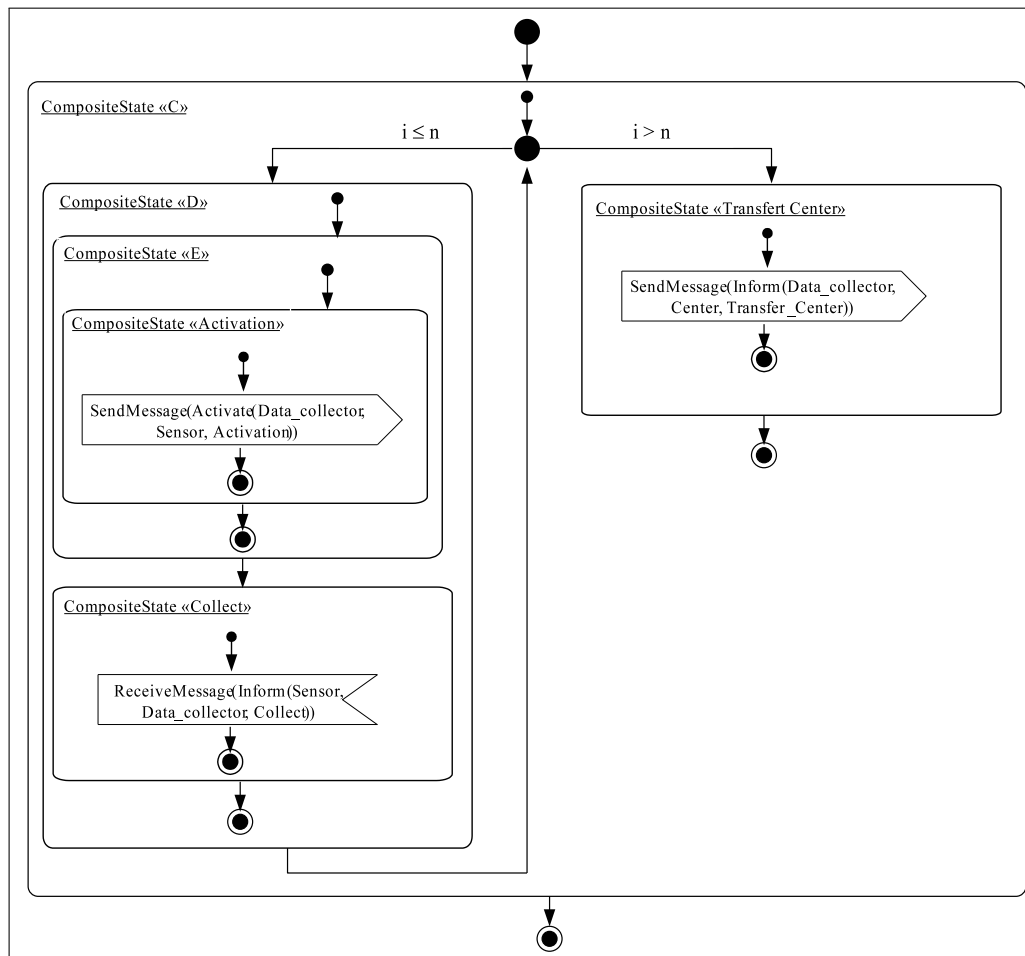 CompositeState «C»
i ≤ n
i > n
CompositeState «D»
CompositeState «E»
CompositeState «Activation»
SendMessage(Activate(Data_collector,
Sensor, Activation))
CompositeState «Collect»
ReceiveMessage(Inform(Sensor,
Data_collector, Collect))
CompositeState «Transfert Center»
SendMessage(Inform(Data_collector,
Center, Transfer_Center))